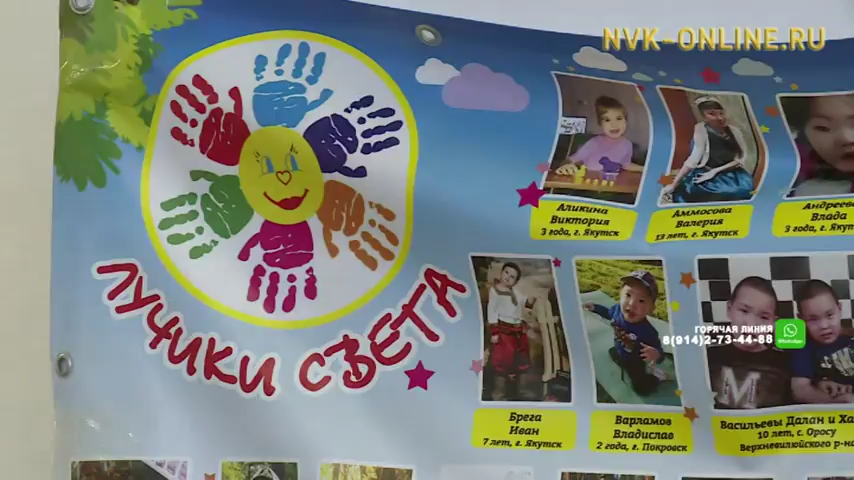 NVK-ONLINE.RU
ЛУЧИКИ СВЕТА
Аликина
Виктория
3 года, г. Якутск
Аммосова
Валерия
13 лет, г. Якутск
Андреева
Влада
3 года, г. Якутск
ГОРЯЧАЯ ЛИНИЯ
8(914)2-73-44-88
WhatsApp
Брега
Иван
7 лет, г. Якутск
Варламов
Владислав
2 года, г. Покровск
Васильевы Далан и Ха
10 лет, с. Оросу
Верхневилюйского р-на